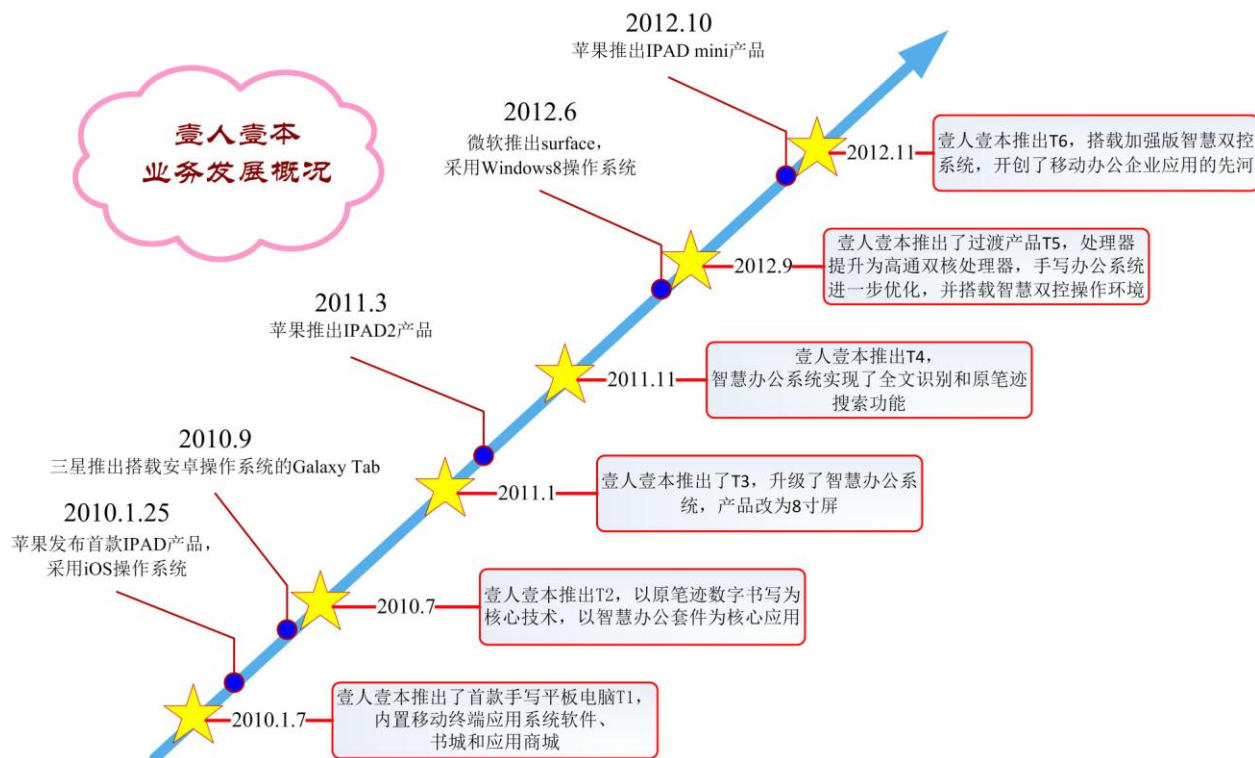 2012.10
苹果推出IPAD mini产品
壹人壹本
业务发展概况
2012.6
微软推出surface，
采用Windows8操作系统
2012.11
壹人壹本推出T6，搭载加强版智慧双控
系统，开创了移动办公企业应用的先河
2012.9
壹人壹本推出了过渡产品T5，处理器
提升为高通双核处理器，手写办公系统
进一步优化，并搭载智慧双控操作环境
2011.3
苹果推出IPAD2产品
2011.11
壹人壹本推出T4，
智慧办公系统实现了全文识别和原笔迹
搜索功能
2010.9
三星推出搭载安卓操作系统的Galaxy Tab
2011.1
壹人壹本推出了T3，升级了智慧办公系
统，产品改为8寸屏
2010.1.25
苹果发布首款IPAD产品，
采用iOS操作系统
2010.7
壹人壹本推出T2，以原笔迹数字书写为
核心技术，以智慧办公套件为核心应用
2010.1.7
壹人壹本推出了首款手写平板电脑T1，
内置移动终端应用系统软件、
书城和应用商城